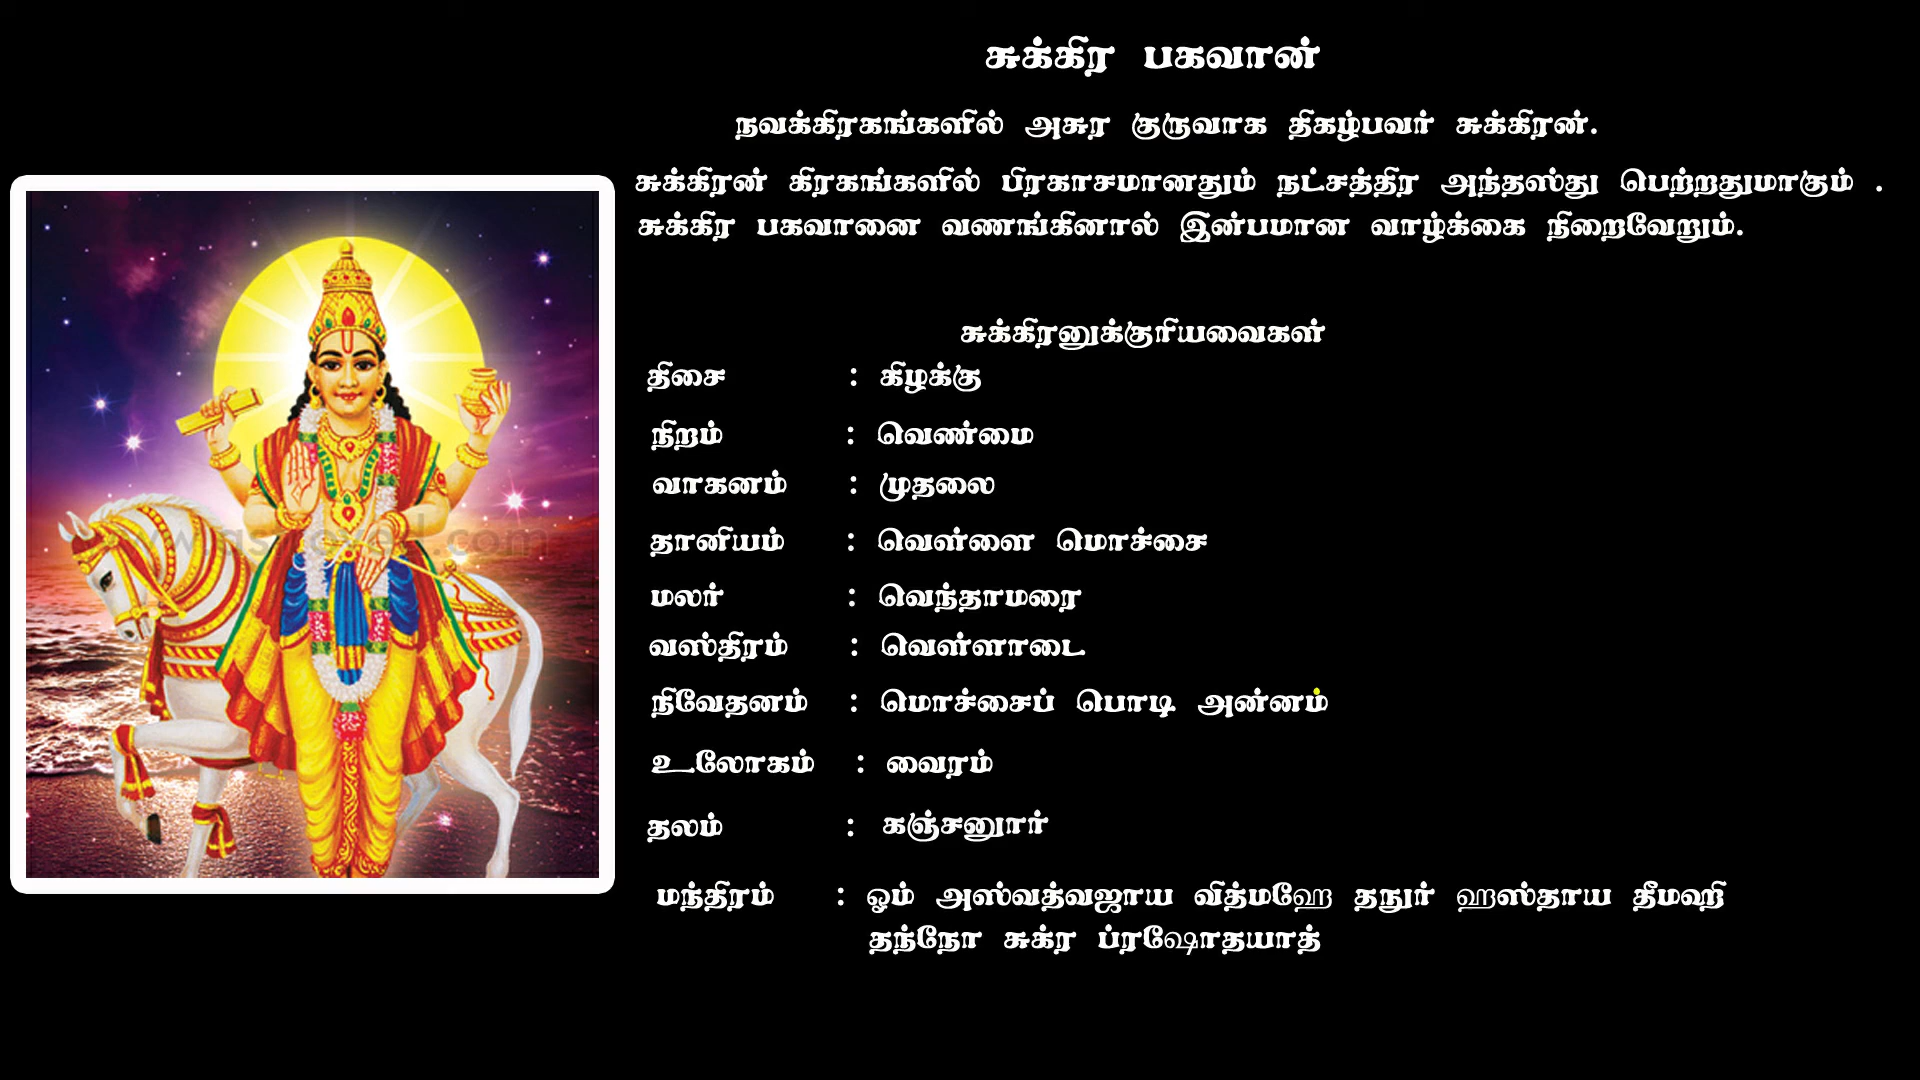 சுக்கிர பகவான்
நவக்கிரகங்களில் அசுர குருவாக திகழ்பவர் சுக்கிரன்.
சுக்கிரன் கிரகங்களில் பிரகாசமானதும் நட்சத்திர அந்தஸ்து பெற்றதுமாகும் .
சுக்கிர பகவானை வணங்கினால் இன்பமான வாழ்க்கை நிறைவேறும்.
சுக்கிரனுக்குரியவைகள்
திசை : கிழக்கு
நிறம் : வெண்மை
வாகனம் : முதலை
தானியம் : வெள்ளை மொச்சை
மலர் : வெந்தாமரை
வஸ்திரம் : வெள்ளாடை
நிவேதனம் : மொச்சைப் பொடி அன்னம்
உலோகம் : வைரம்
தலம் : கஞ்சனூர்
மந்திரம் : ஓம் அஸ்வத்வஜாய வித்மஹே தநுர் ஹஸ்தாய தீமஹி
தந்நோ சுக்ர ப்ரஷோதயாத்